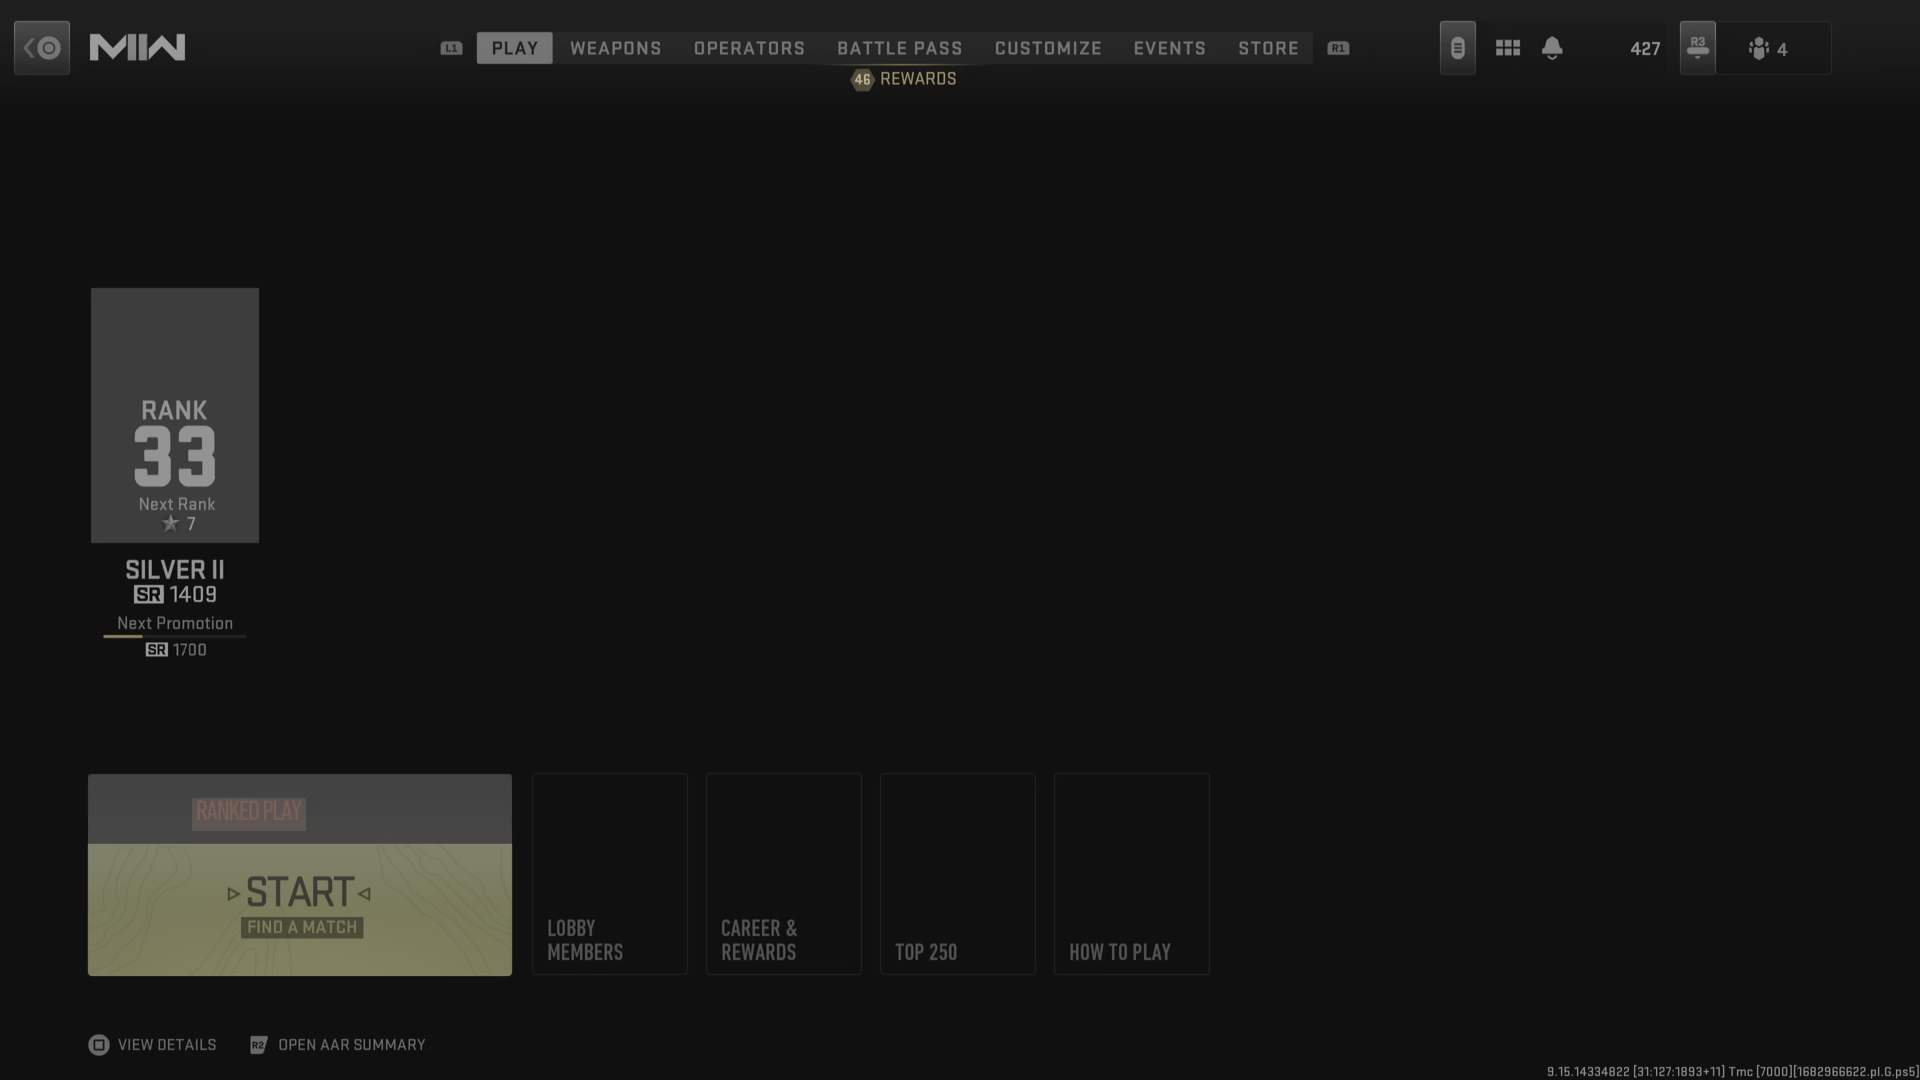 MW
L1 PLAY WEAPONS OPERATORS BATTLE PASS CUSTOMIZE EVENTS STORE R1
427
R3
4
46 REWARDS
RANK
33
Next Rank
7
SILVER II
SR 1409
Next Promotion
SR 1700
RANKED PLAY
START
FIND A MATCH
LOBBY
MEMBERS
CAREER &
REWARDS
TOP 250
HOW TO PLAY
VIEW DETAILS
R2 OPEN AAR SUMMARY
9.15.14334822 [31:127:1893+11] Tmc [7000][1682966622.pl.G.ps5]